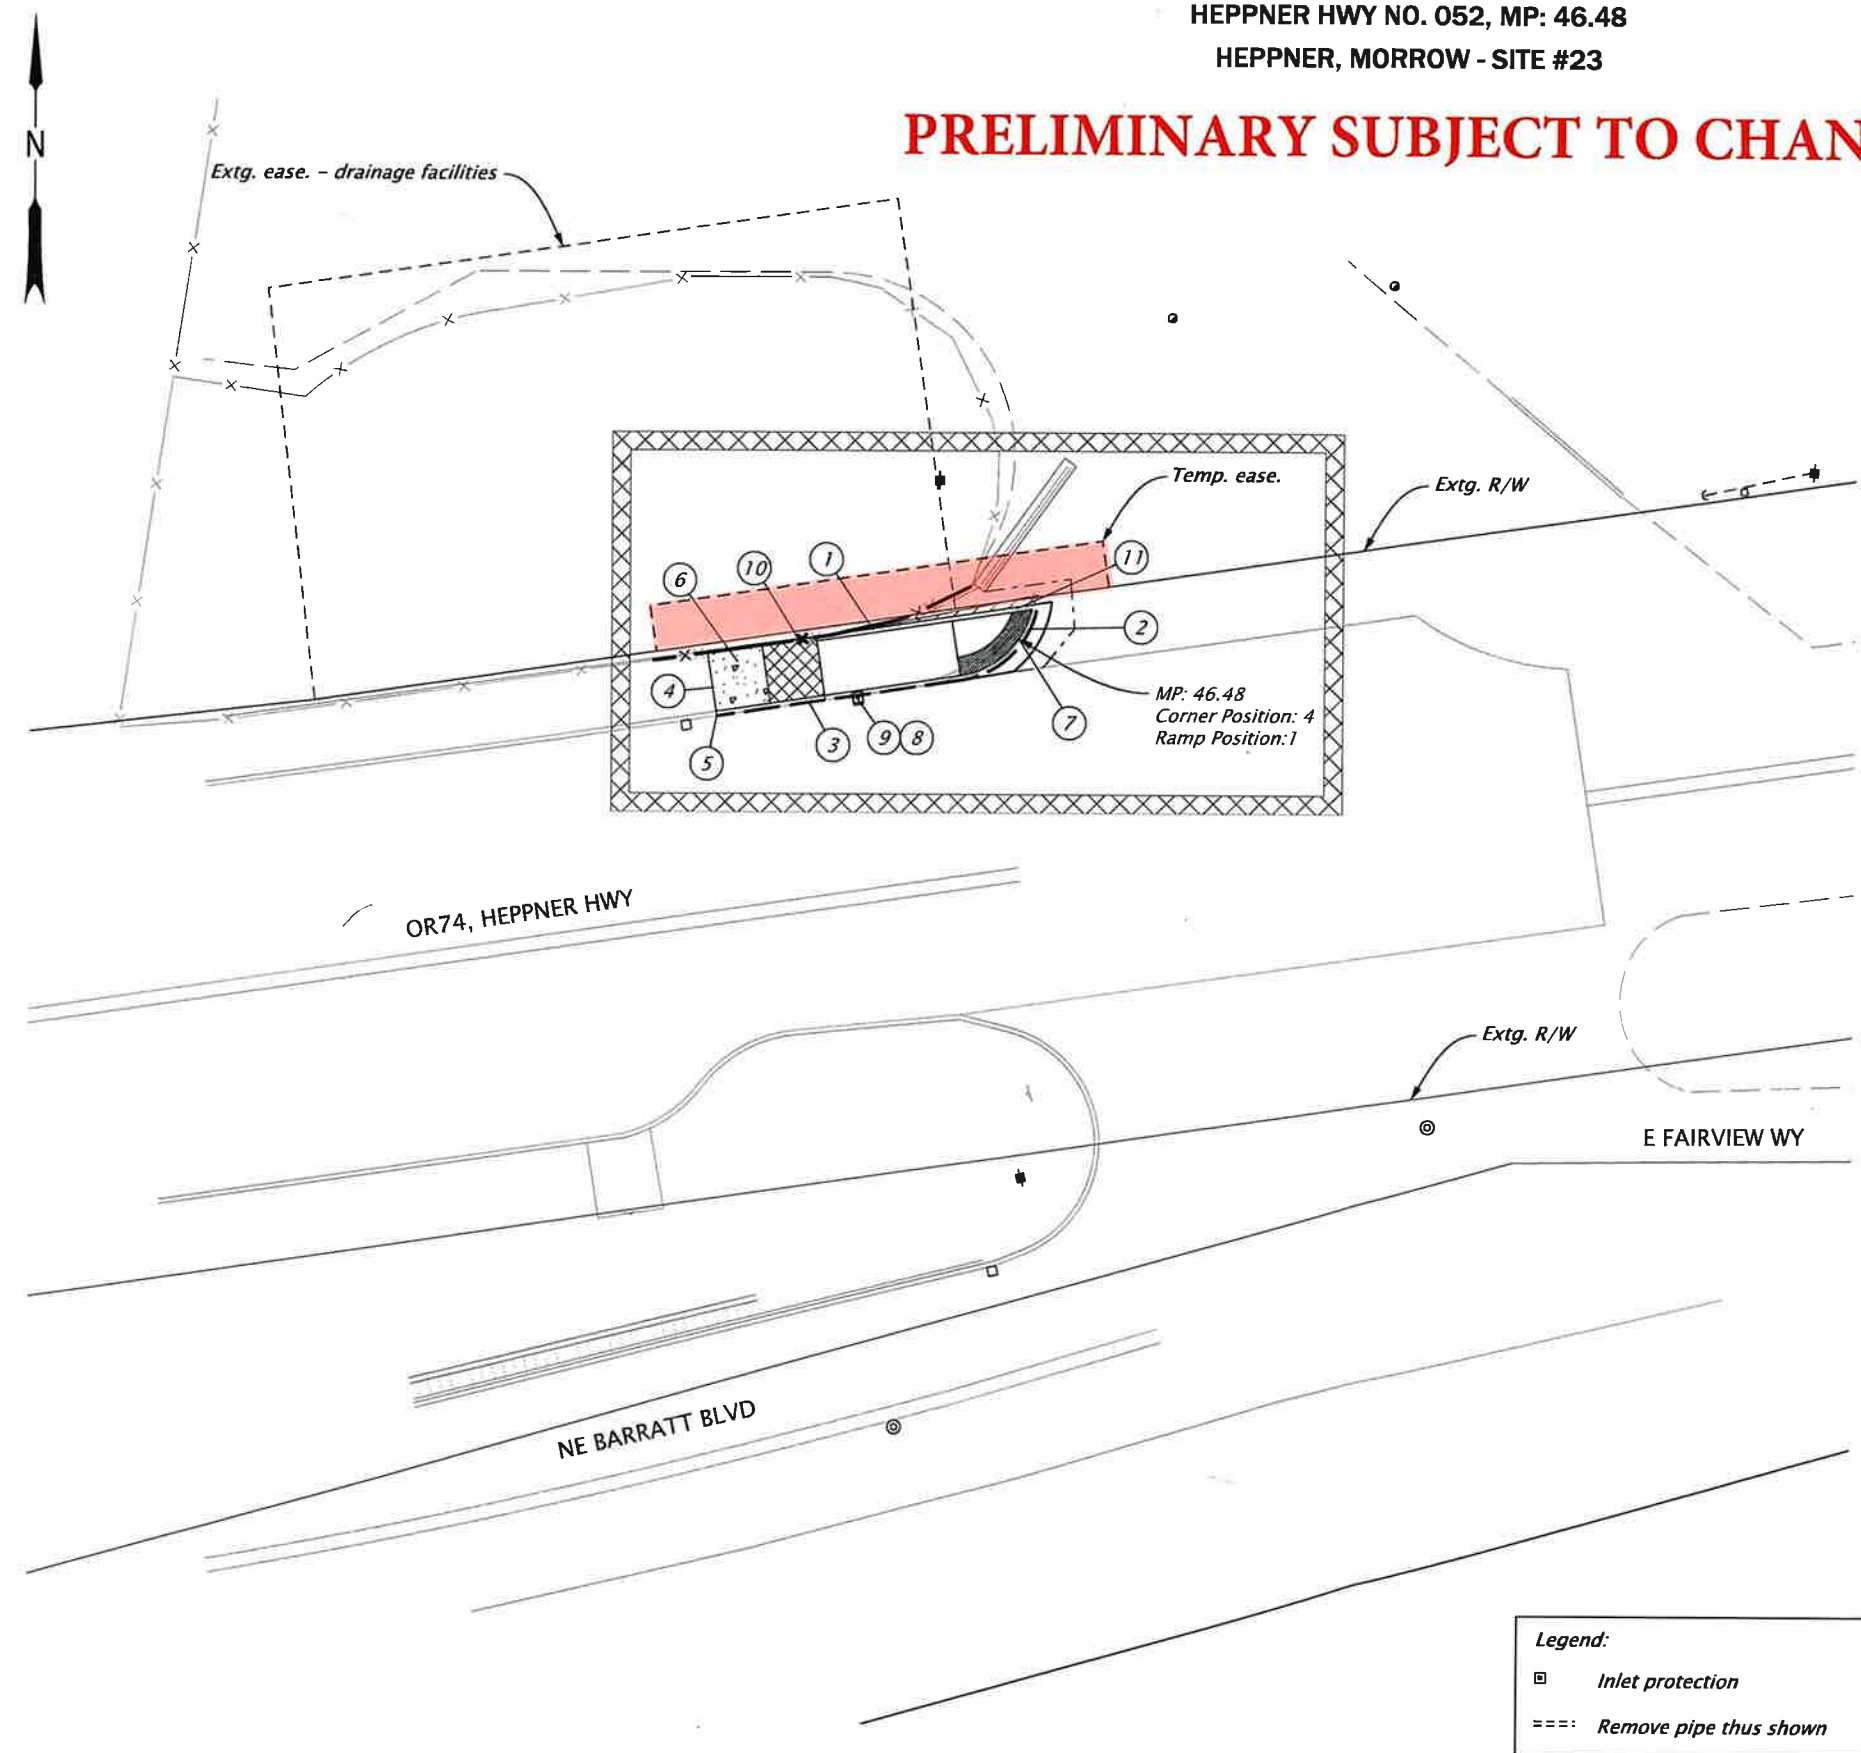 HEPPNER HWY NO. 052, MP: 46.48
HEPPNER, MORROW - SITE #23
PRELIMINARY SUBJECT TO CHAN
N
Extg. ease. - drainage facilities
Temp. ease.
Extg. R/W
6
10
1
11
2
4
MP: 46.48
Corner Position: 4
Ramp Position:1
7
3
9
8
5
OR74, HEPPNER HWY
Extg. R/W
E FAIRVIEW WY
NE BARRATT BLVD
Legend:
Inlet protection
Remove pipe thus shown